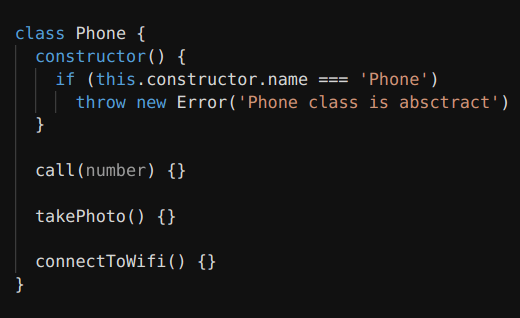 class Phone {
  constructor() {
    if (this.constructor.name === 'Phone')
      throw new Error('Phone class is absctract')
  }

  call(number) {}

  takePhoto() {}

  connectToWifi() {}
}